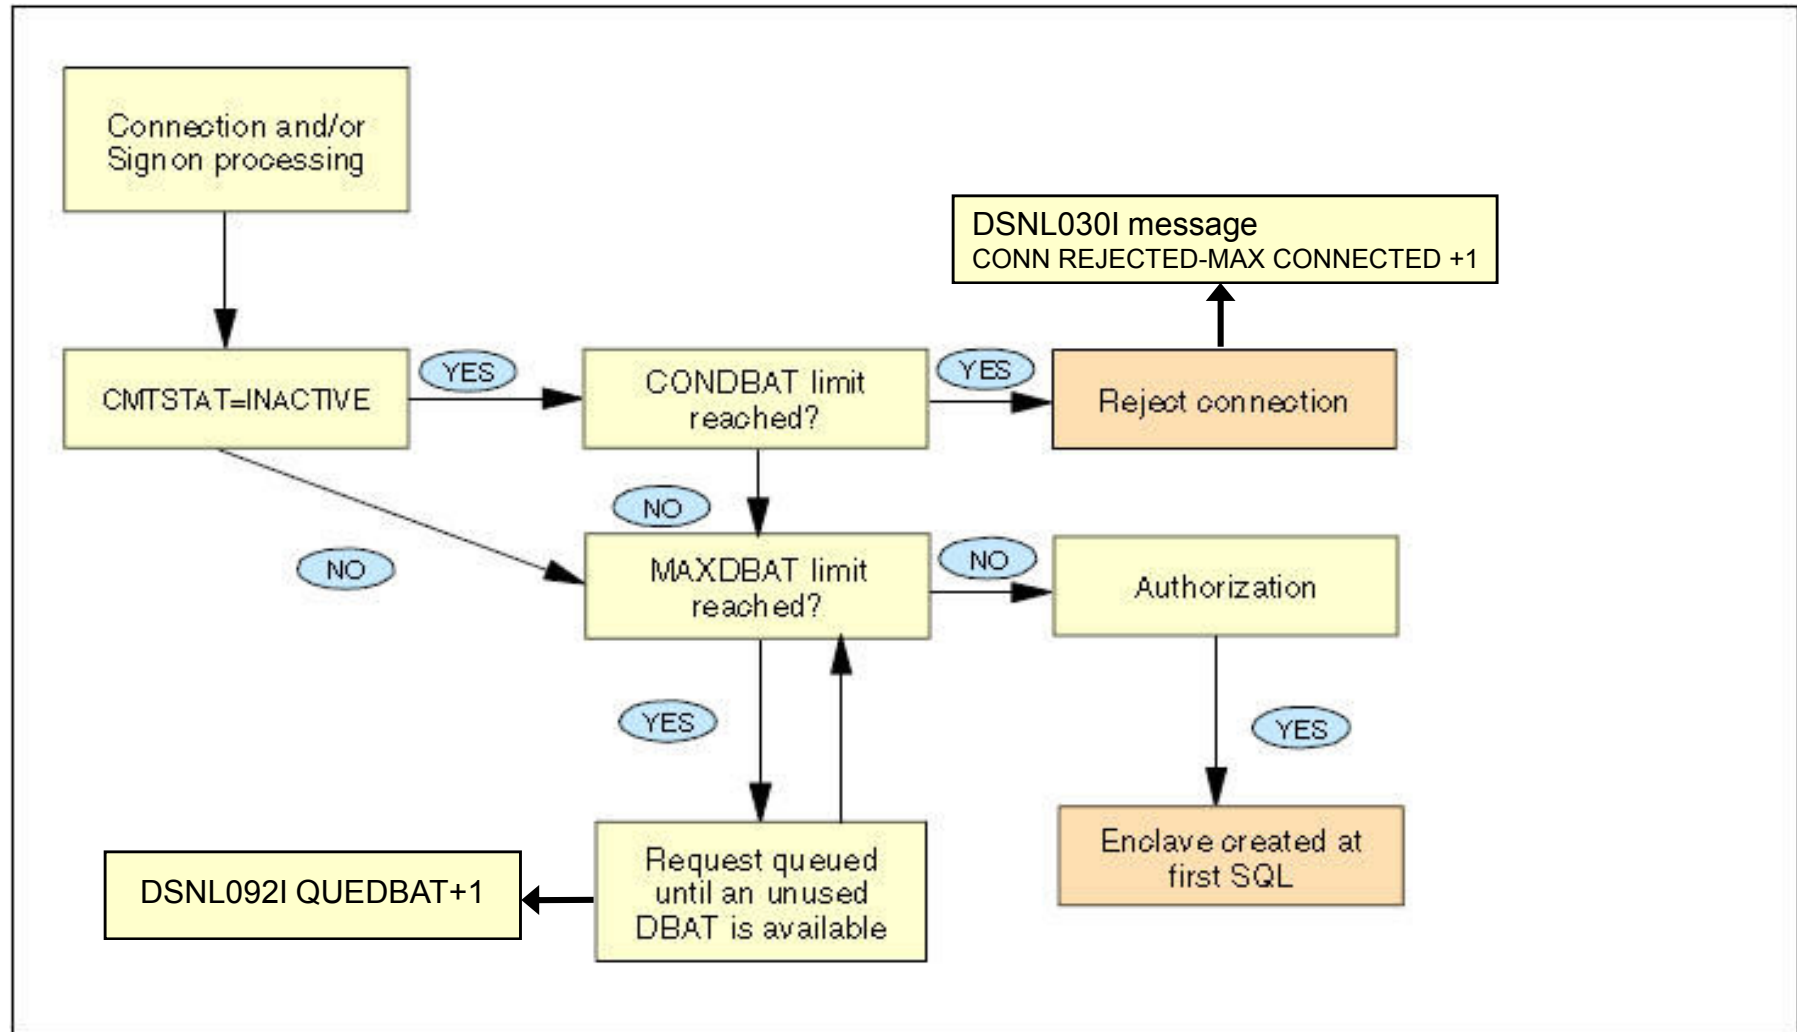 Connection and/or
Signon processing
DSNL030I message
CONN REJECTED-MAX CONNECTED +1
CMTSTAT=INACTIVE
YES
CONDBAT limit
reached?
YES
Reject connection
NO
NO
MAXDBAT limit
reached?
NO
Authorization
YES
YES
DSNL092I QUEDBAT+1
Request queued
until an unused
DBAT is available
Enclave created at
first SQL